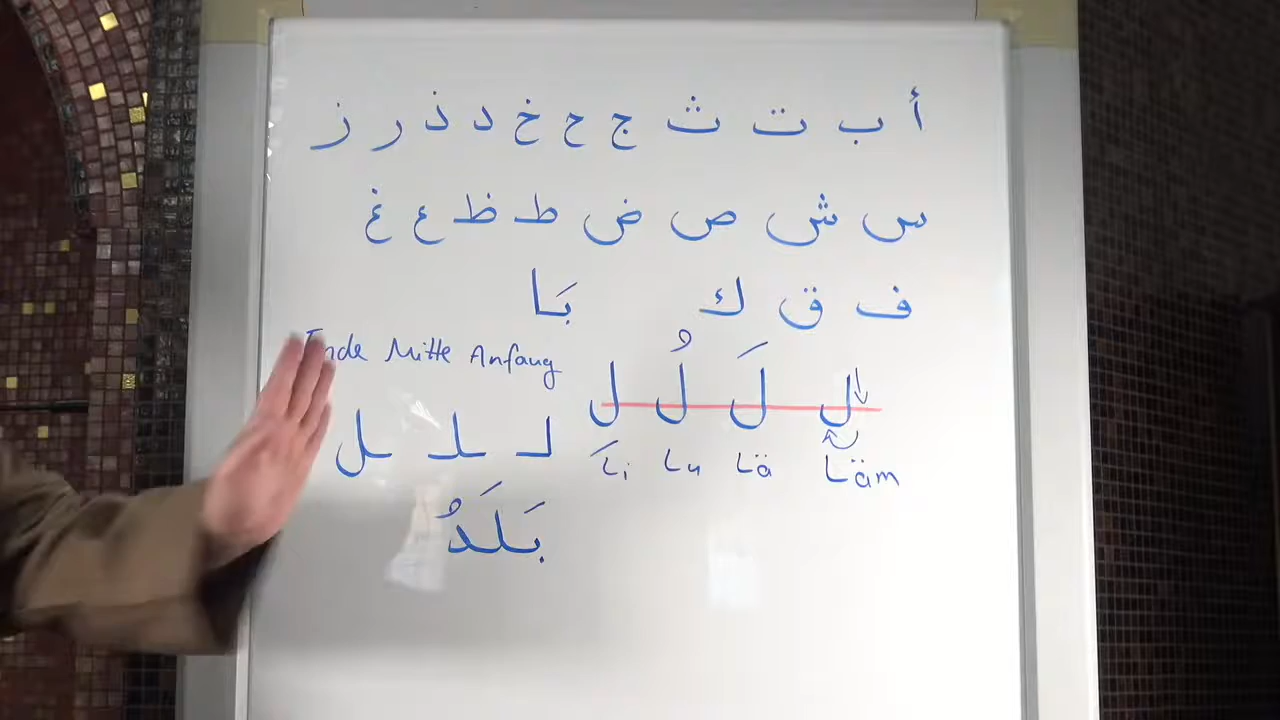 أ ب ت ث ج ح خ د ذ ر ز
س ش ص ض ط ظ ع غ
ف ق ك
بَا
Ende Mitte Anfang
ل لَ لُ لِ
Läm Lä Lu Li
لـ ـلـ ـل
بَلَدُ